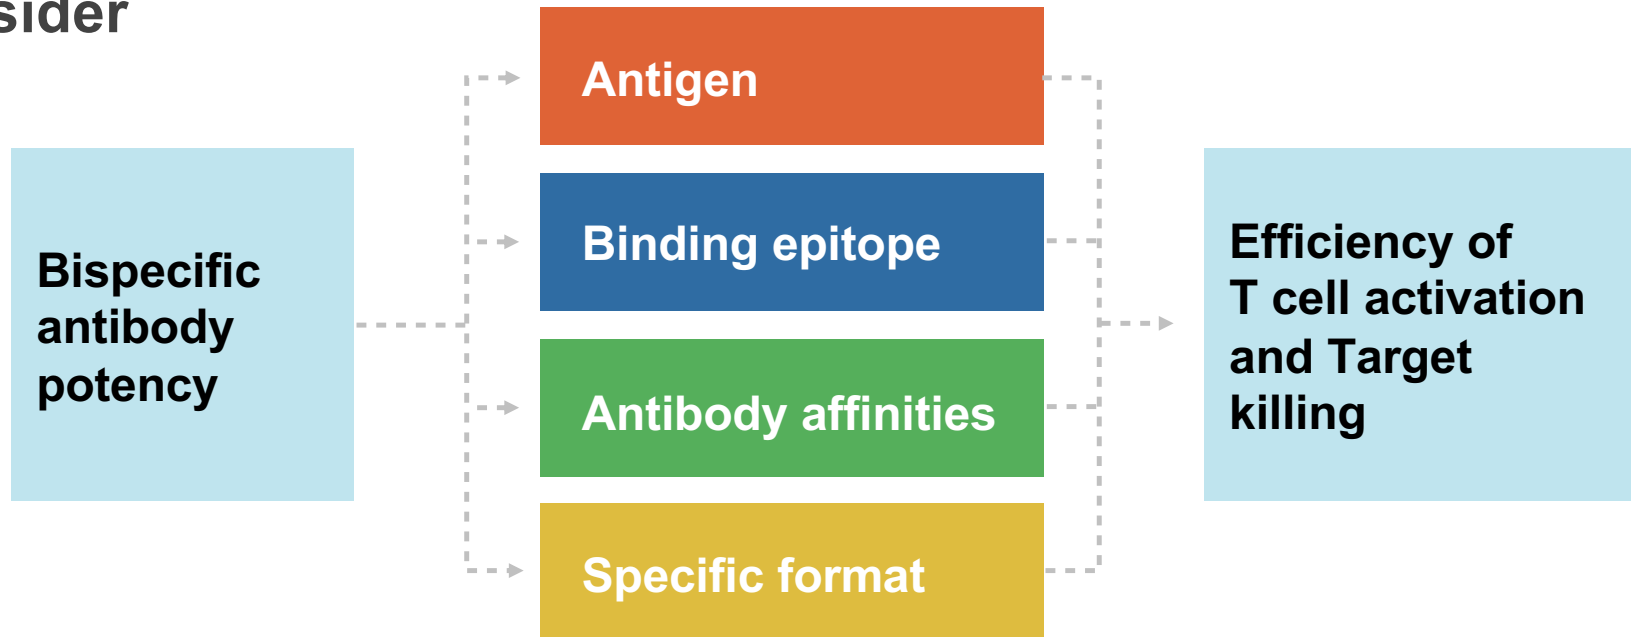 sider
Antigen
Bispecific
antibody
potency
Binding epitope
Antibody affinities
Specific format
Efficiency of
T cell activation
and Target
killing